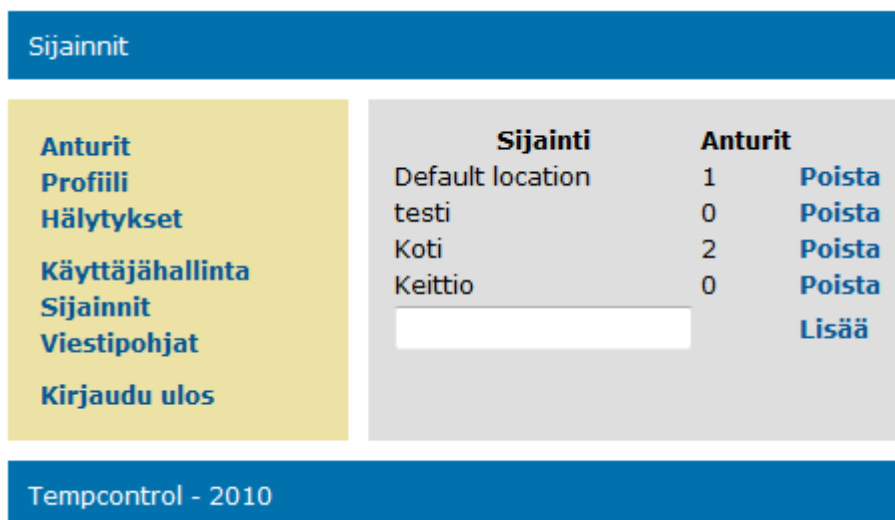 Sijainnit
Anturit
Profiili
Hälytykset
Käyttäjähallinta
Sijainnit
Viestipohjat
Kirjaudu ulos
Sijainti Anturit
Default location 1 Poista
testi 0 Poista
Koti 2 Poista
Keittio 0 Poista
Lisää
Tempcontrol - 2010